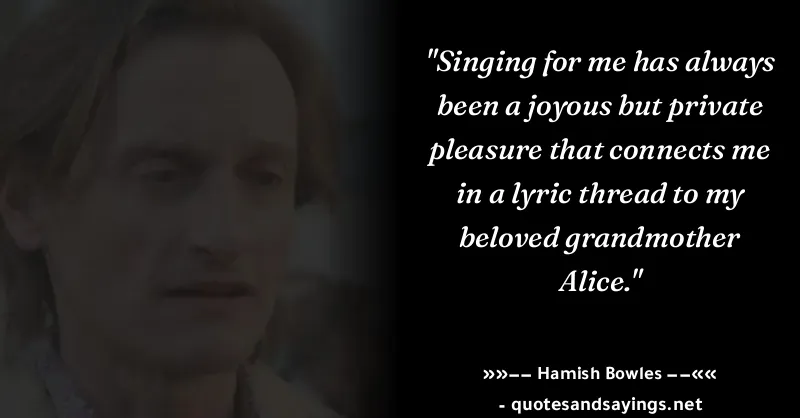 "Singing for me has always
been a joyous but private
pleasure that connects me
in a lyric thread to my
beloved grandmother
Alice."
»»−− Hamish Bowles −−««
- quotesandsayings.net